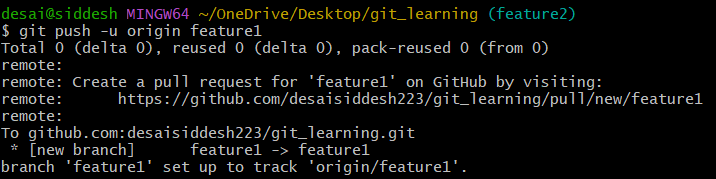 desai@siddesh MINGW64 ~/OneDrive/Desktop/git_learning (feature2)
$ git push -u origin feature1
Total 0 (delta 0), reused 0 (delta 0), pack-reused 0 (from 0)
remote:
remote: Create a pull request for 'feature1' on GitHub by visiting:
remote:      https://github.com/desaisiddesh223/git_learning/pull/new/feature1
remote:
To github.com:desaisiddesh223/git_learning.git
 * [new branch]      feature1 -> feature1
branch 'feature1' set up to track 'origin/feature1'.